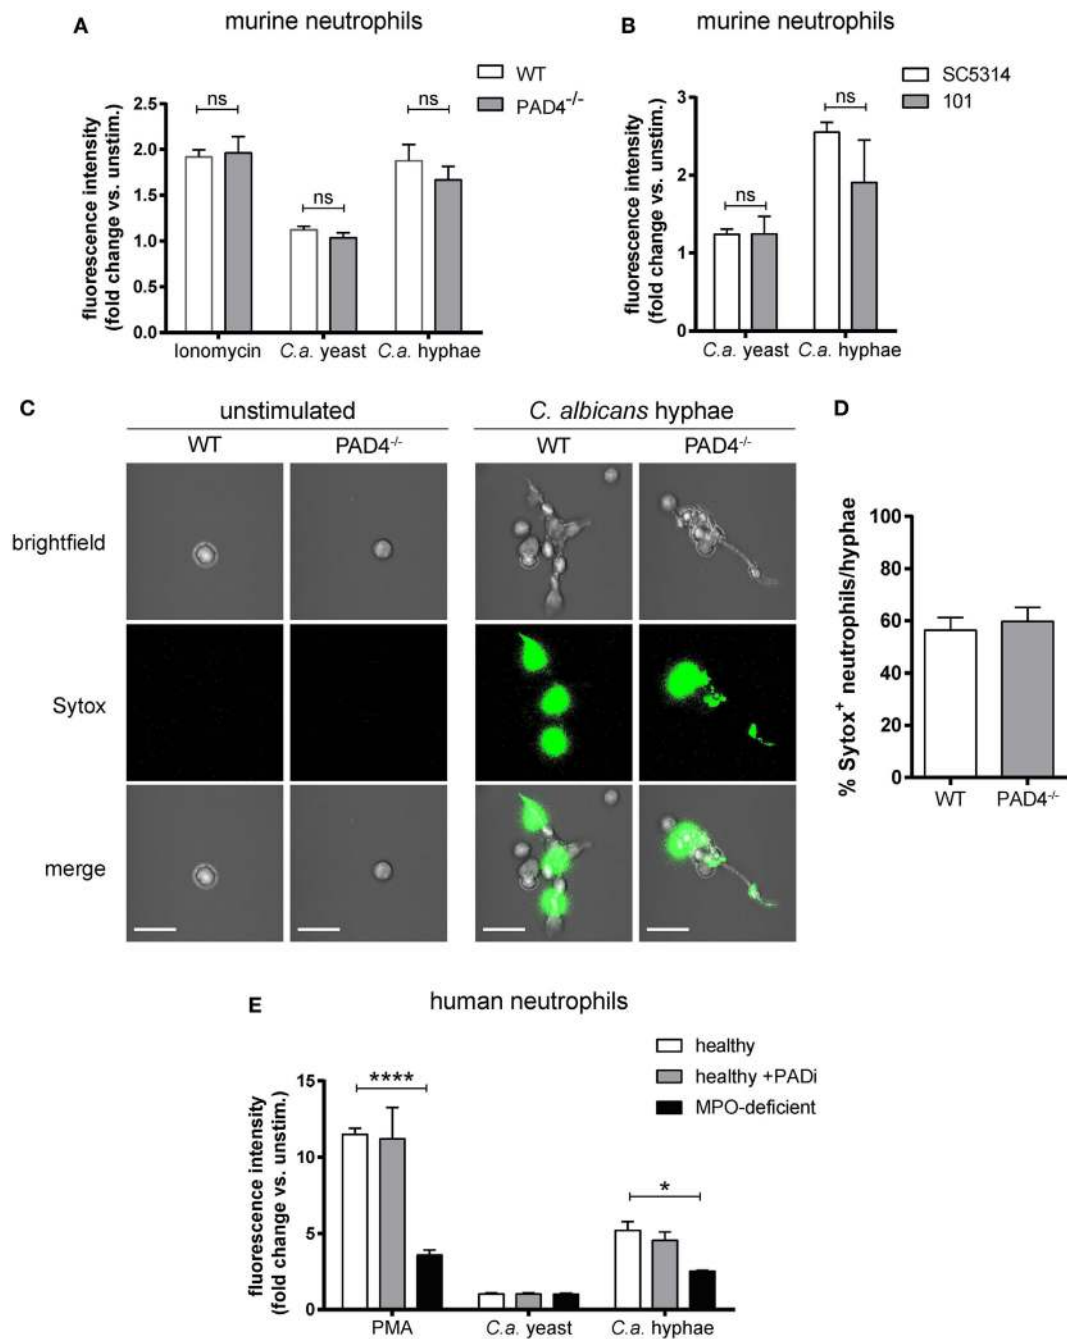 A
murine neutrophils
WT
PAD4-/-
fluorescence intensity
(fold change vs. unstim.)
2.5
2.0
1.5
1.0
0.5
0.0
ns
ns
ns
Ionomycin
C.a. yeast
C.a. hyphae
B
murine neutrophils
SC5314
101
fluorescence intensity
(fold change vs. unstim.)
3
2
1
0
ns
ns
C.a. yeast
C.a. hyphae
C
unstimulated
C. albicans hyphae
WT
PAD4-/-
WT
PAD4-/-
brightfield
Sytox
merge
D
% Sytox+ neutrophils/hyphae
100
80
60
40
20
0
WT
PAD4-/-
E
human neutrophils
healthy
healthy +PADi
MPO-deficient
fluorescence intensity
(fold change vs. unstim.)
15
10
5
0
****
*
PMA
C.a. yeast
C.a. hyphae